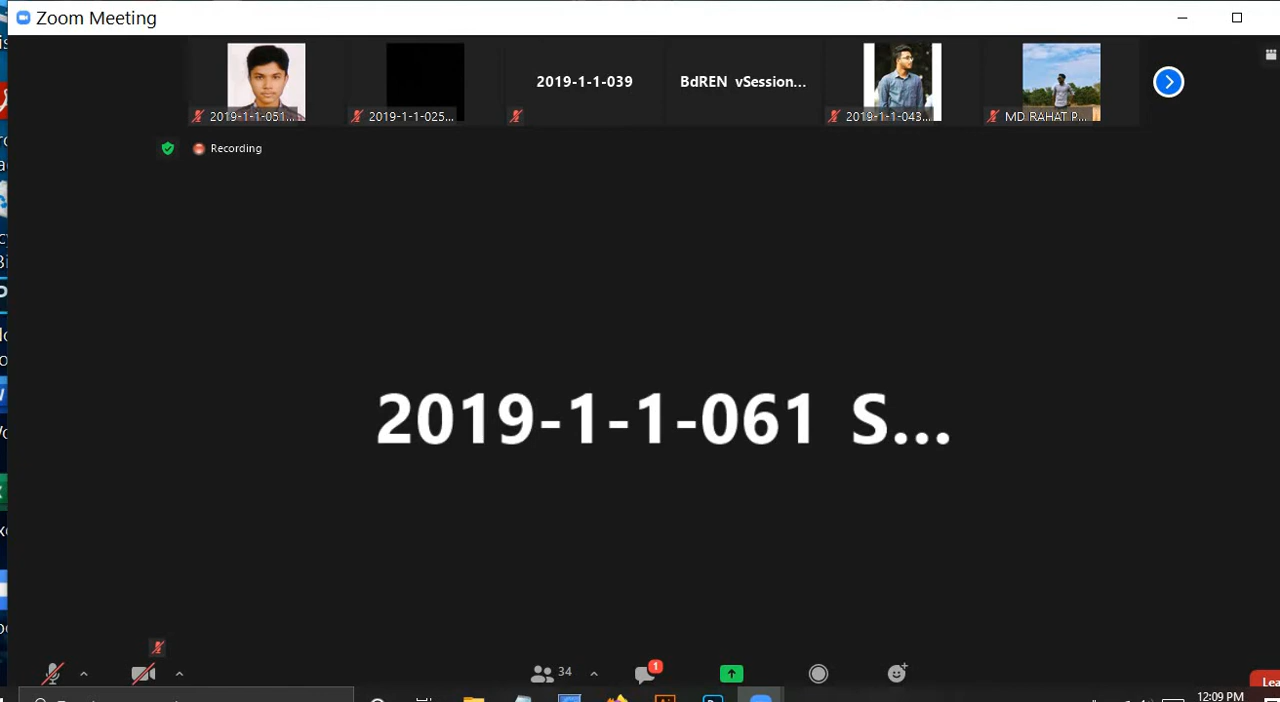 Zoom Meeting
2019-1-1-051...
2019-1-1-025...
2019-1-1-039
BdREN vSession...
2019-1-1-043...
MD RAHAT P...
Recording
2019-1-1-061 S...
34
1
Lea
12:09 PM